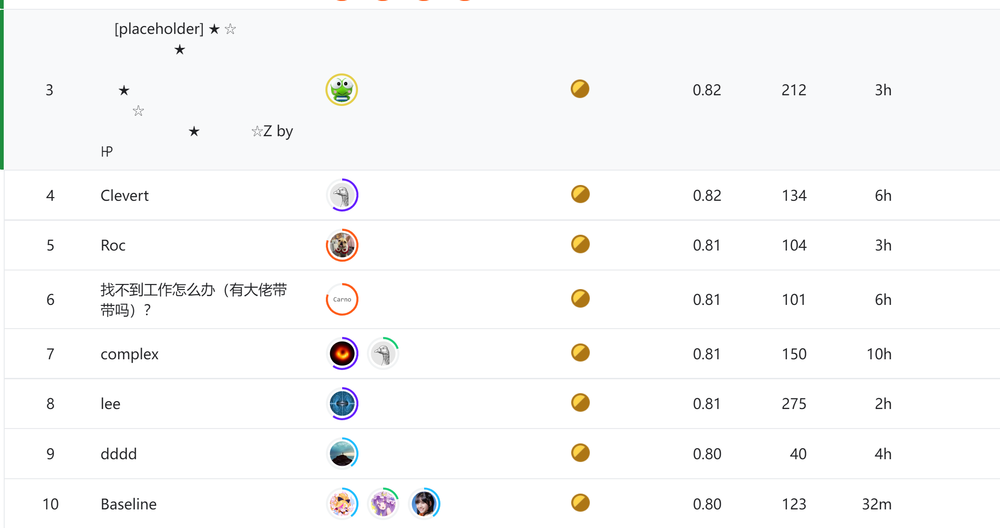 [placeholder] ★ ☆
★
3 ★ 0.82 212 3h
☆
★ ☆Z by
HP
4 Clevert 0.82 134 6h
5 Roc 0.81 104 3h
找不到工作怎么办（有大佬带
6 Carno 0.81 101 6h
带吗）？
7 complex 0.81 150 10h
8 lee 0.81 275 2h
9 dddd 0.80 40 4h
10 Baseline 0.80 123 32m